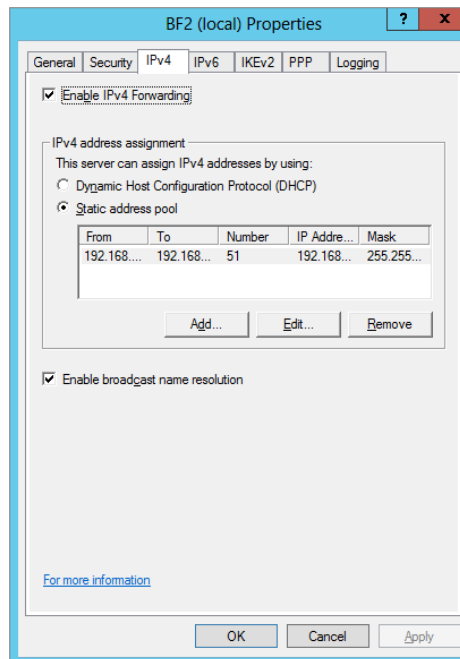 BF2 (local) Properties
? x
General Security IPv4 IPv6 IKEv2 PPP Logging
Enable IPv4 Forwarding
IPv4 address assignment
This server can assign IPv4 addresses by using:
Dynamic Host Configuration Protocol (DHCP)
Static address pool
From To Number IP Addre... Mask
192.168.... 192.168... 51 192.168... 255.255...
Add... Edit... Remove
Enable broadcast name resolution
For more information
OK Cancel Apply